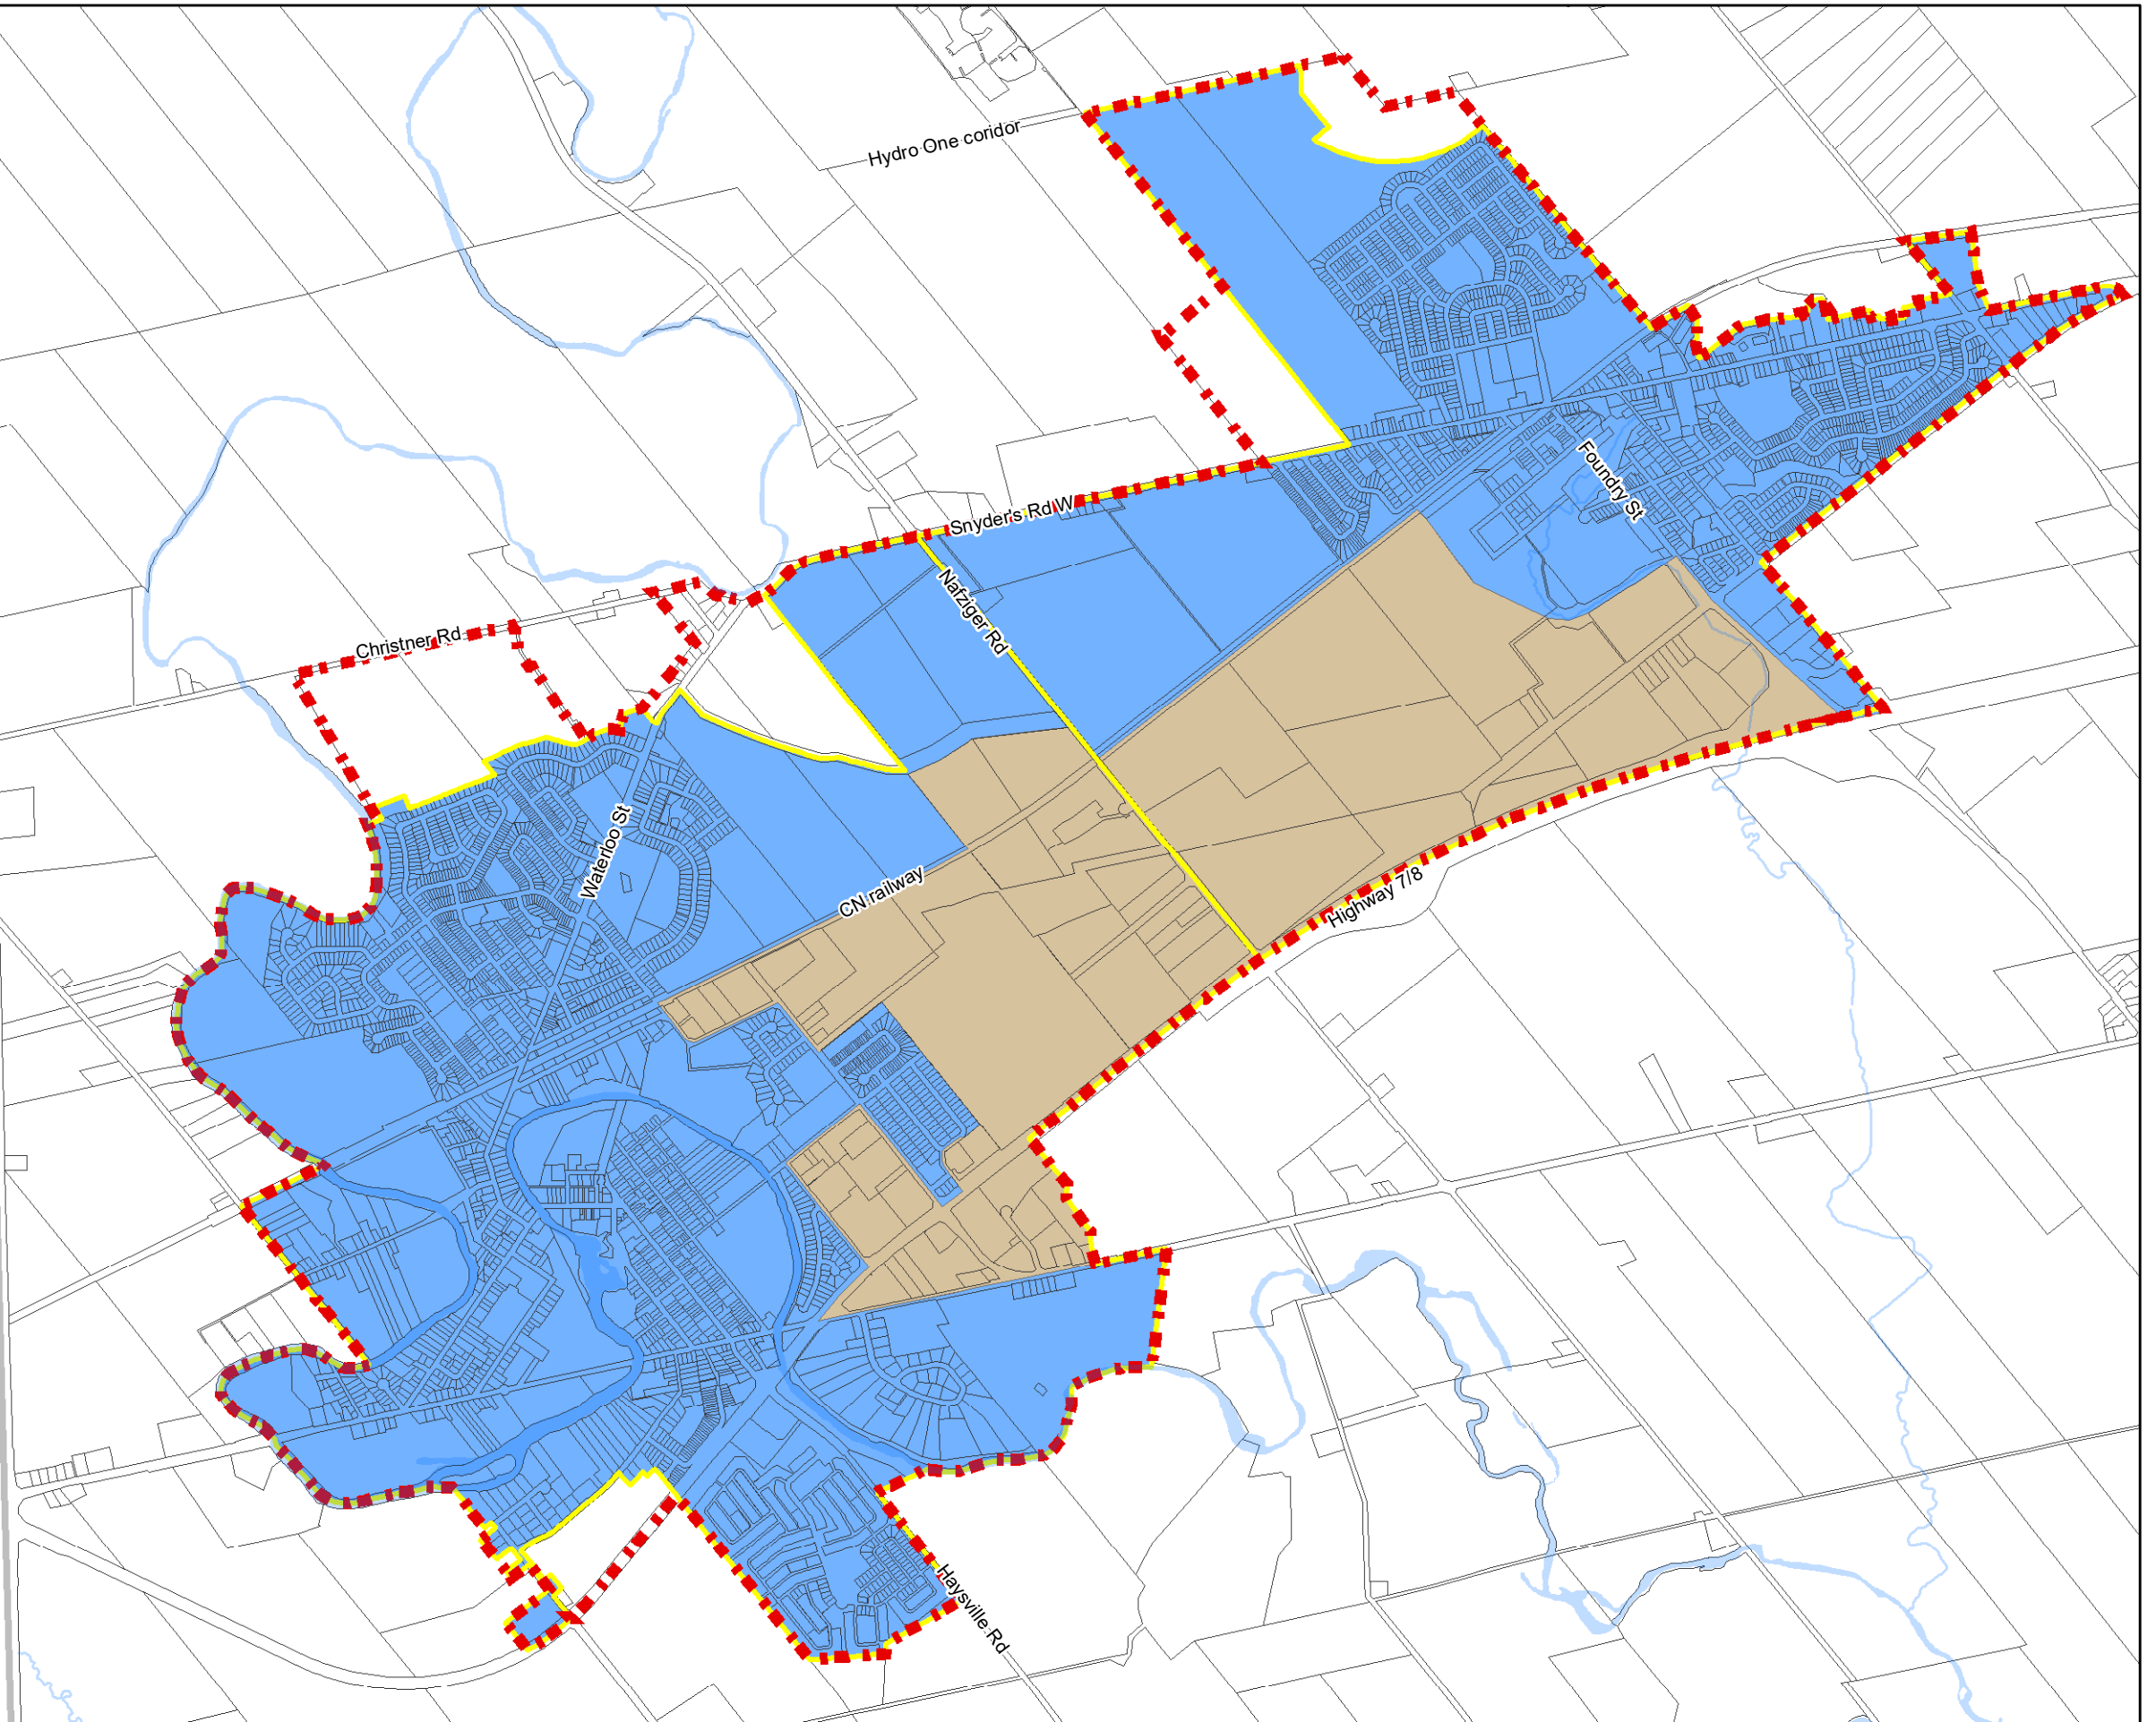 Hydro One coridor
Foundry St
Snyder's Rd W
Nafziger Rd
Christner Rd
Waterloo St
CN railway
Highway 7/8
Haysville Rd